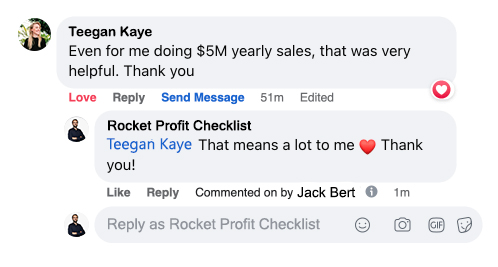 Teegan Kaye
Even for me doing $5M yearly sales, that was very
helpful. Thank you
Love Reply Send Message 51m Edited
Rocket Profit Checklist
Teegan Kaye That means a lot to me ❤️ Thank
you!
Like Reply Commented on by Jack Bert 1m
Reply as Rocket Profit Checklist GIF